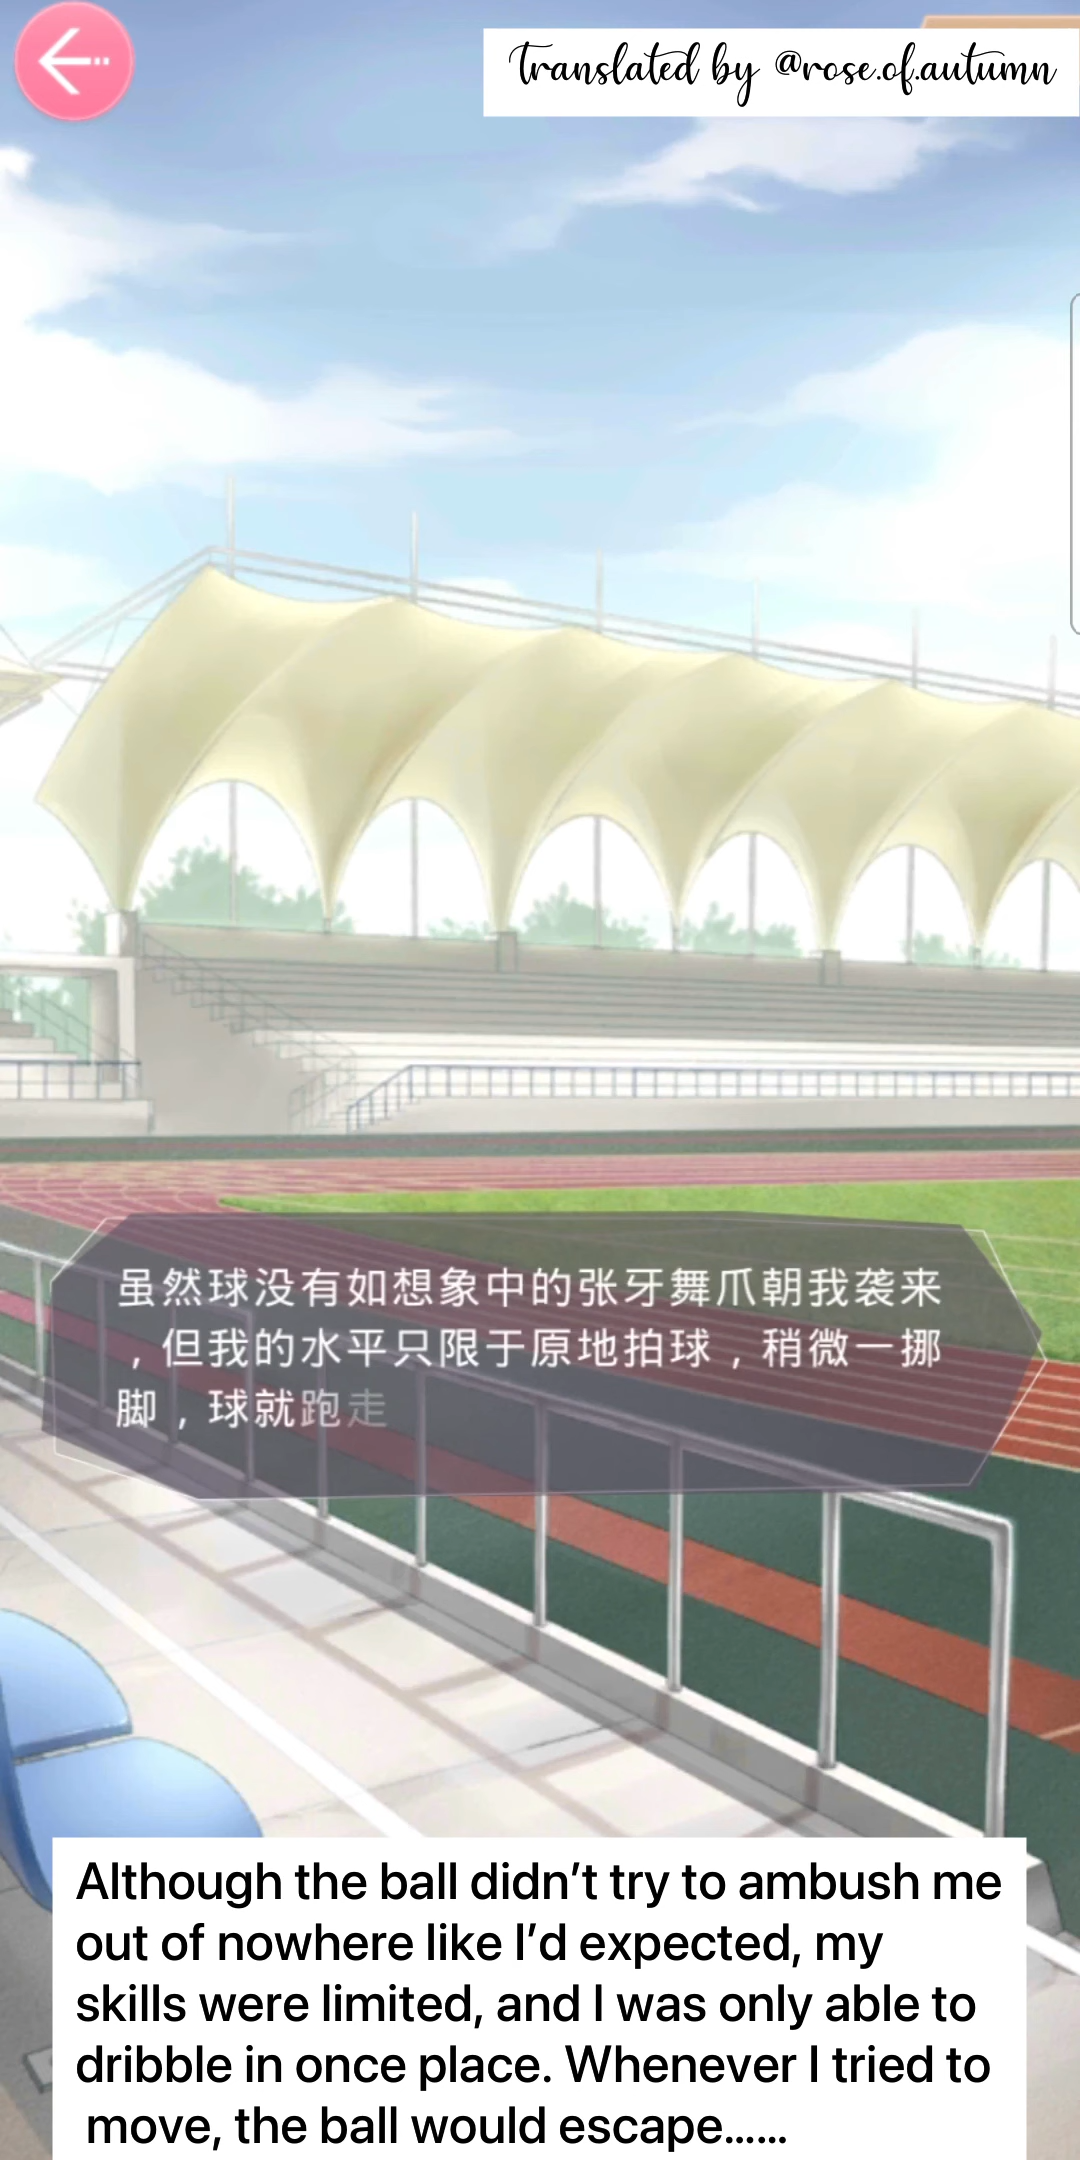 Translated by @rose.of.autumn
虽然球没有如想象中的张牙舞爪朝我袭来
，但我的水平只限于原地拍球，稍微一挪
脚，球就跑走
Although the ball didn’t try to ambush me
out of nowhere like I’d expected, my
skills were limited, and I was only able to
dribble in once place. Whenever I tried to
move, the ball would escape......